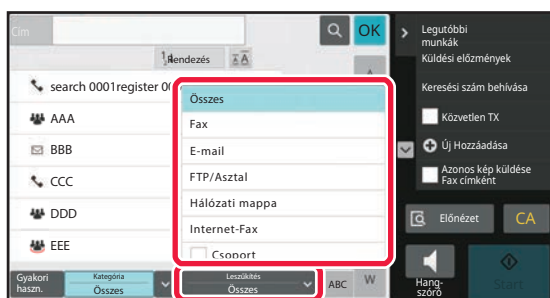 Cím
OK
Rendezés
search 0001register 00
AAA
BBB
CCC
DDD
EEE
Összes
Fax
E-mail
FTP/Asztal
Hálózati mappa
Internet-Fax
Csoport
Gyakori
haszn.
Kategória
Összes
Leszűkítés
Összes
ABC
W
Legutóbbi
munkák
Küldési előzmények
Keresési szám behívása
Közvetlen TX
Új Hozzáadása
Azonos kép küldése
Fax címként
Előnézet
CA
Hang-
szóró
Start